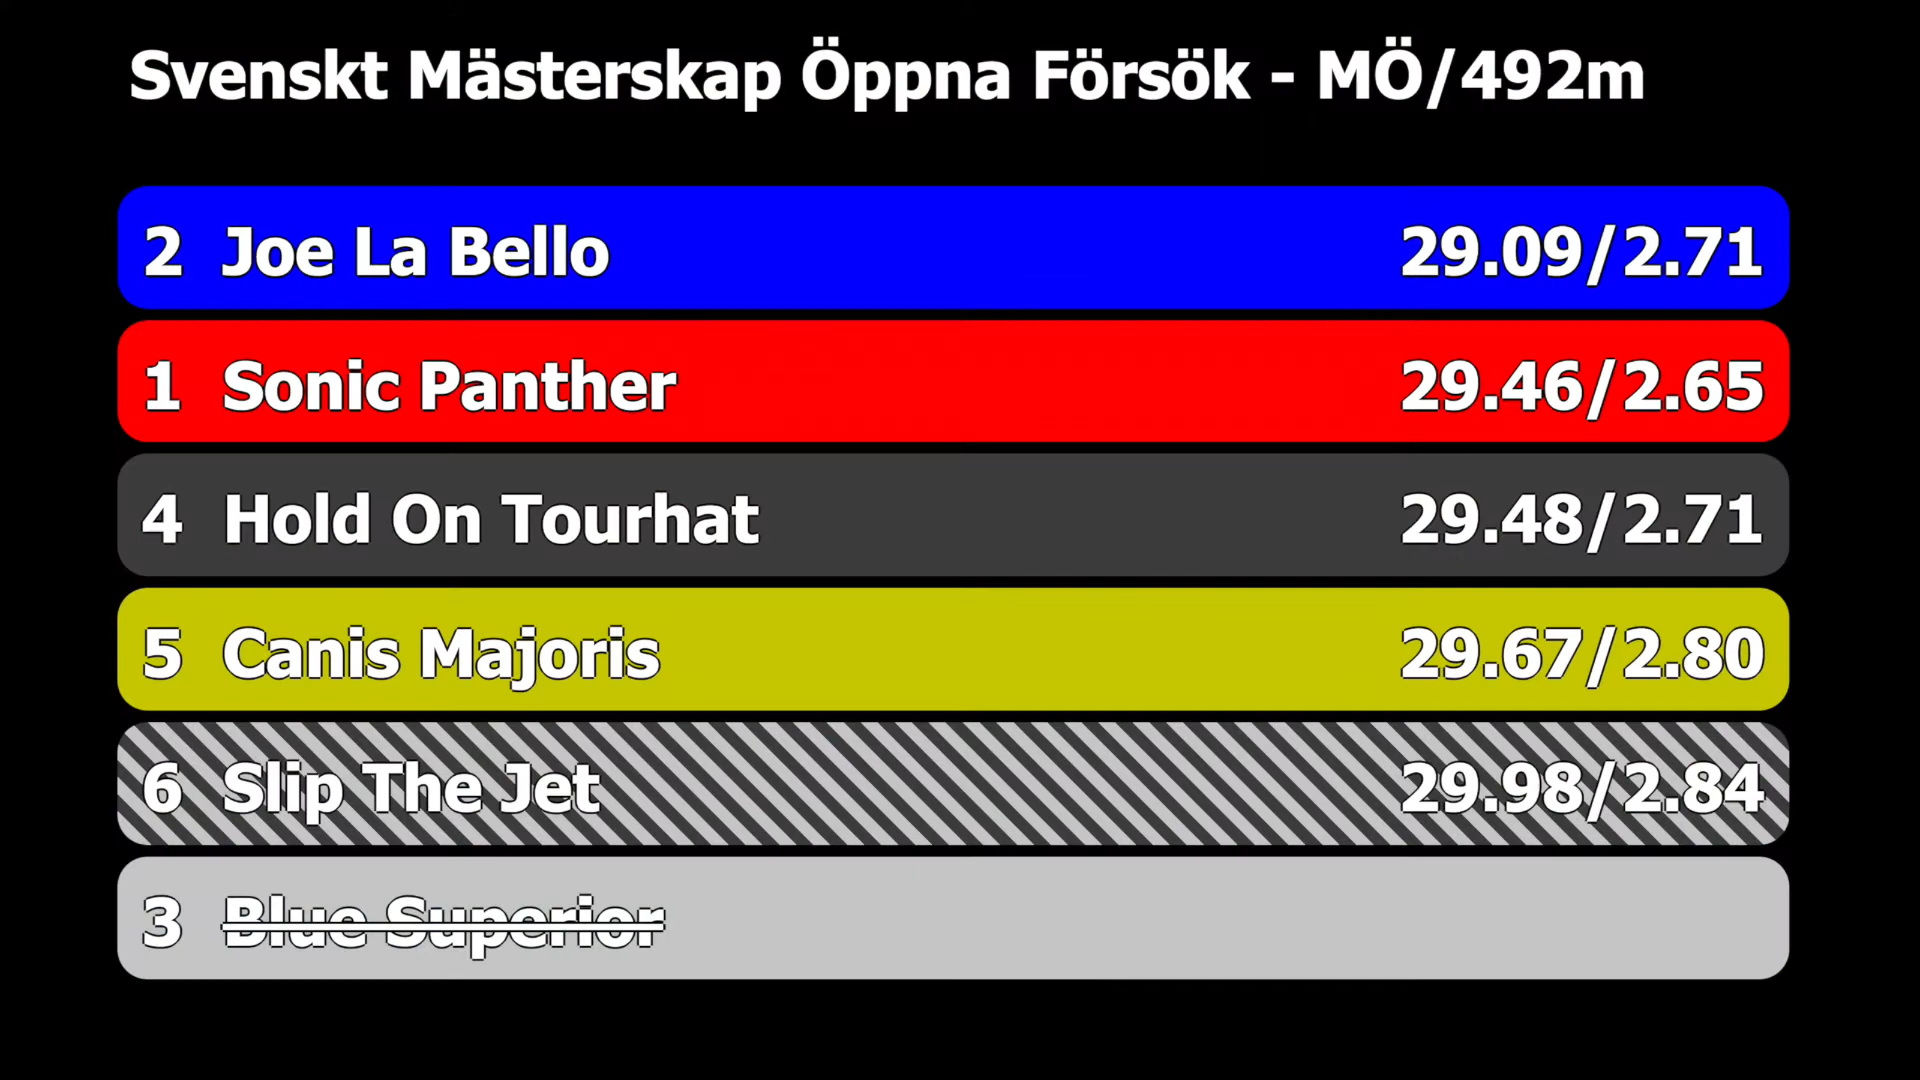 Svenskt Mästerskap Öppna Försök - MÖ/492m
2 Joe La Bello 29.09/2.71
1 Sonic Panther 29.46/2.65
4 Hold On Tourhat 29.48/2.71
5 Canis Majoris 29.67/2.80
6 Slip The Jet 29.98/2.84
3 Blue Superior